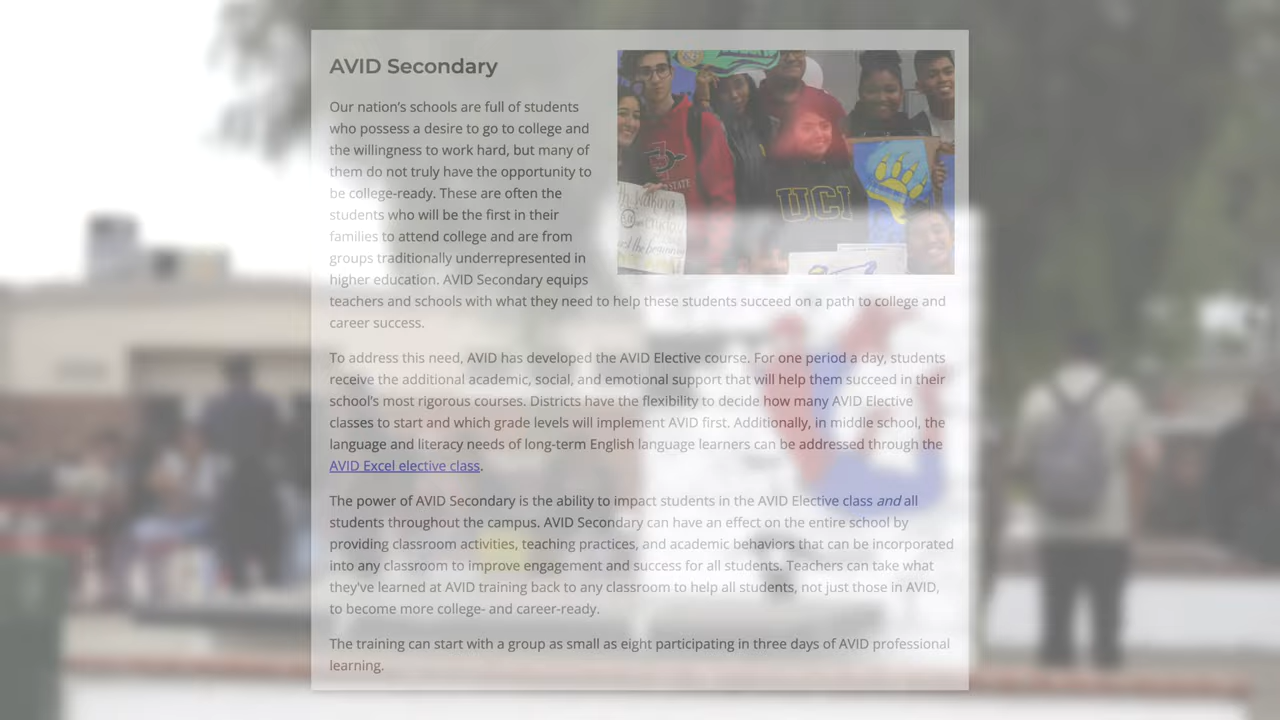 AVID Secondary
Our nation's schools are full of students
who possess a desire to go to college and
the willingness to work hard, but many of
them do not truly have the opportunity to
be college-ready. These are often the
students who will be the first in their
families to attend college and are from
groups traditionally underrepresented in
higher education. AVID Secondary equips
teachers and schools with what they need to help these students succeed on a path to college and
career success.
To address this need, AVID has developed the AVID Elective course. For one period a day, students
receive the additional academic, social, and emotional support that will help them succeed in their
school's most rigorous courses. Districts have the flexibility to decide how many AVID Elective
classes to start and which grade levels will implement AVID first. Additionally, in middle school, the
language and literacy needs of long-term English language learners can be addressed through the
AVID Excel elective class.
The power of AVID Secondary is the ability to impact students in the AVID Elective class and all
students throughout the campus. AVID Secondary can have an effect on the entire school by
providing classroom activities, teaching practices, and academic behaviors that can be incorporated
into any classroom to improve engagement and success for all students. Teachers can take what
they've learned at AVID training back to any classroom to help all students, not just those in AVID,
to become more college- and career-ready.
The training can start with a group as small as eight participating in three days of AVID professional
learning.
UCI
STATE